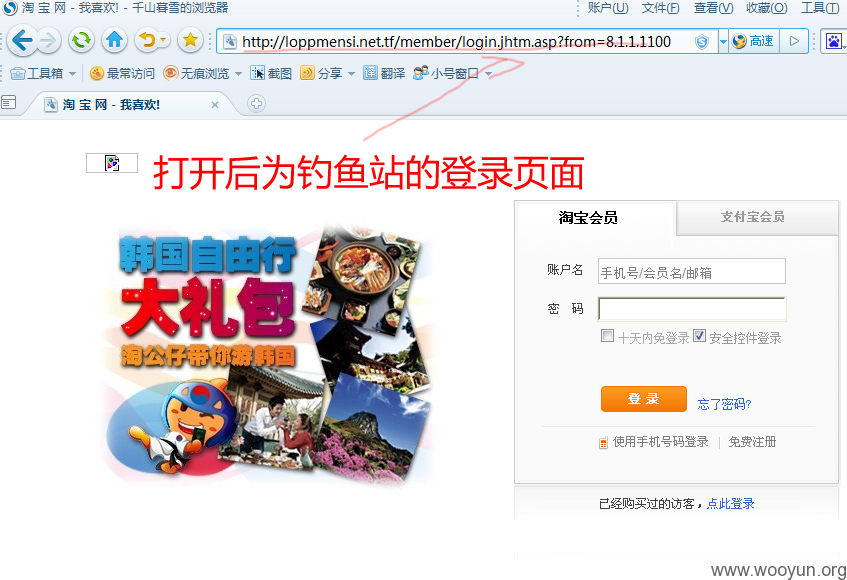 淘 宝 网 - 我喜欢! - 千山暮雪的浏览器
账户(U) 文件(F) 查看(V) 收藏(O) 工具(T)
http://loppmensi.net.tf/member/login.jhtm.asp?from=8.1.1.1100
高速
工具箱 最常访问 无痕浏览 截图 分享 翻译 小号窗口
淘 宝 网 - 我喜欢!
打开后为钓鱼站的登录页面
韩国自由行
大礼包
淘公仔带你游韩国
淘宝会员 支付宝会员
账户名 手机号/会员名/邮箱
密 码
十天内免登录 安全控件登录
登 录 忘了密码?
使用手机号码登录 | 免费注册
已经购买过的访客，点此登录
www.wooyun.org